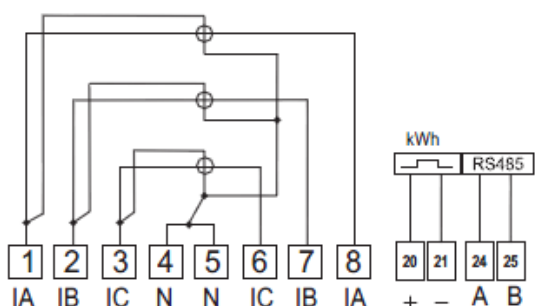 kWh
RS485
1 2 3 4 5 6 7 8 20 21 24 25
IA IB IC N N IC IB IA + − A B